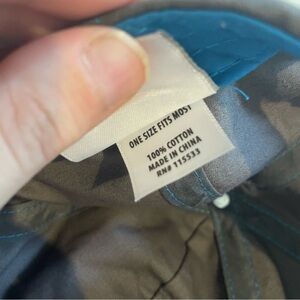 ONE SIZE FITS MOST
100% COTTON
MADE IN CHINA
RN# 115533